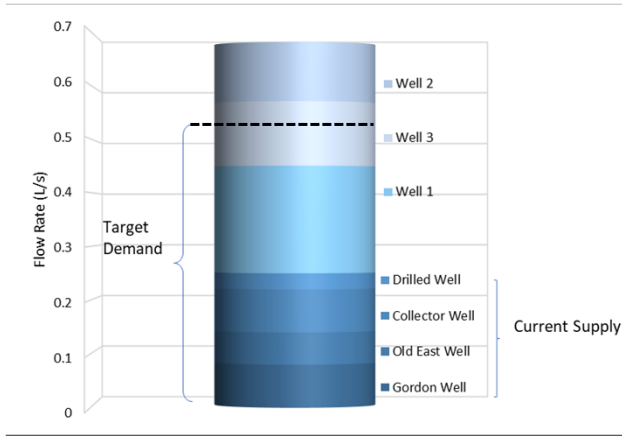 0.7
0.6
0.5
0.4
0.3
0.2
0.1
0
Flow Rate (L/s)
Target
Demand
Well 2
Well 3
Well 1
Drilled Well
Collector Well
Old East Well
Gordon Well
Current Supply